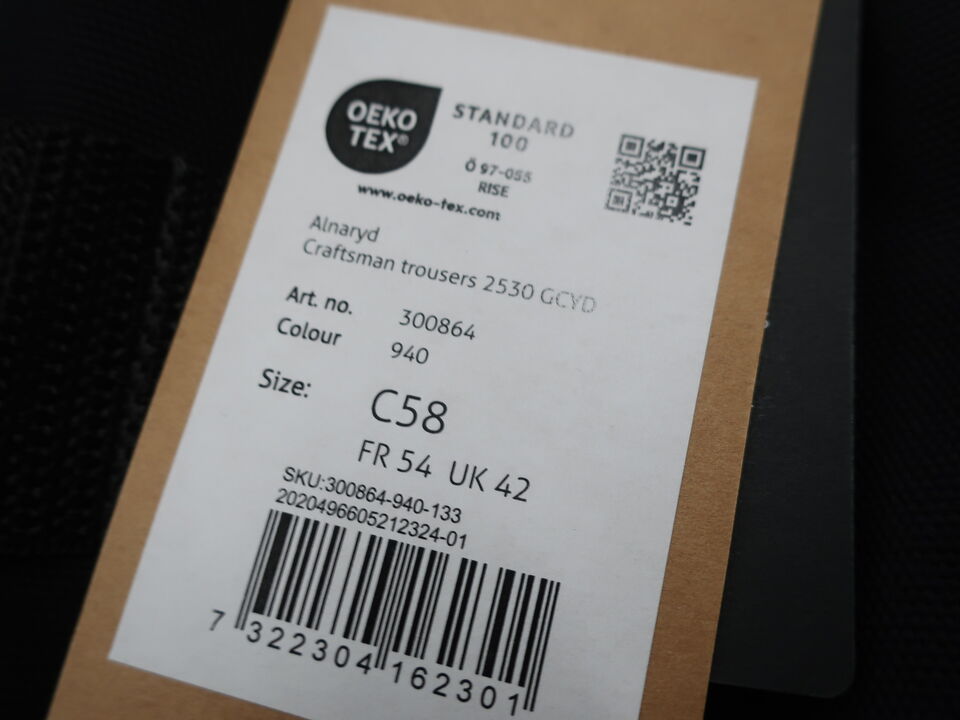 OEKO
TEX®
STANDARD
100
Ö 97-055
RISE
www.oeko-tex.com
Alnaryd
Craftsman trousers 2530 GCYD
Art. no. 300864
Colour 940
Size: C58
FR 54 UK 42
SKU:300864-940-133
2020496605212324-01
7 322304 162301